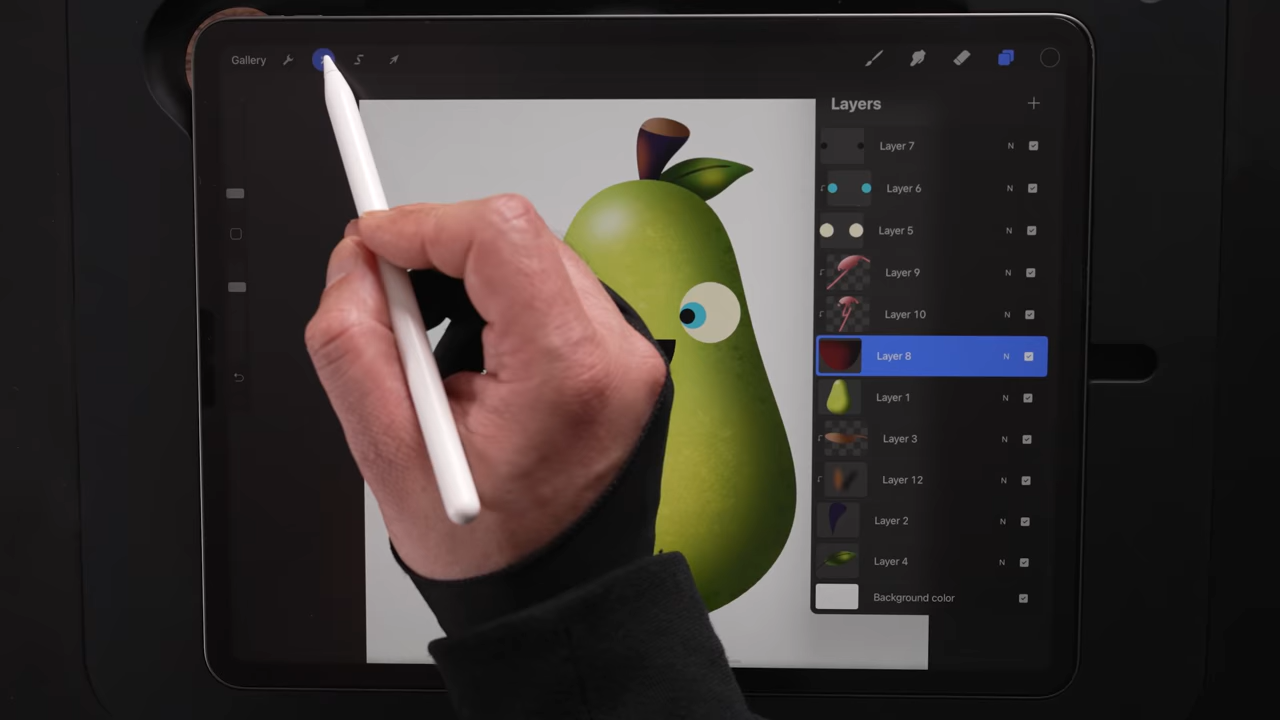 Gallery
Layers
Layer 7 N
Layer 6 N
Layer 5 N
Layer 9 N
Layer 10 N
Layer 8 N
Layer 1 N
Layer 3 N
Layer 12 N
Layer 2 N
Layer 4 N
Background color